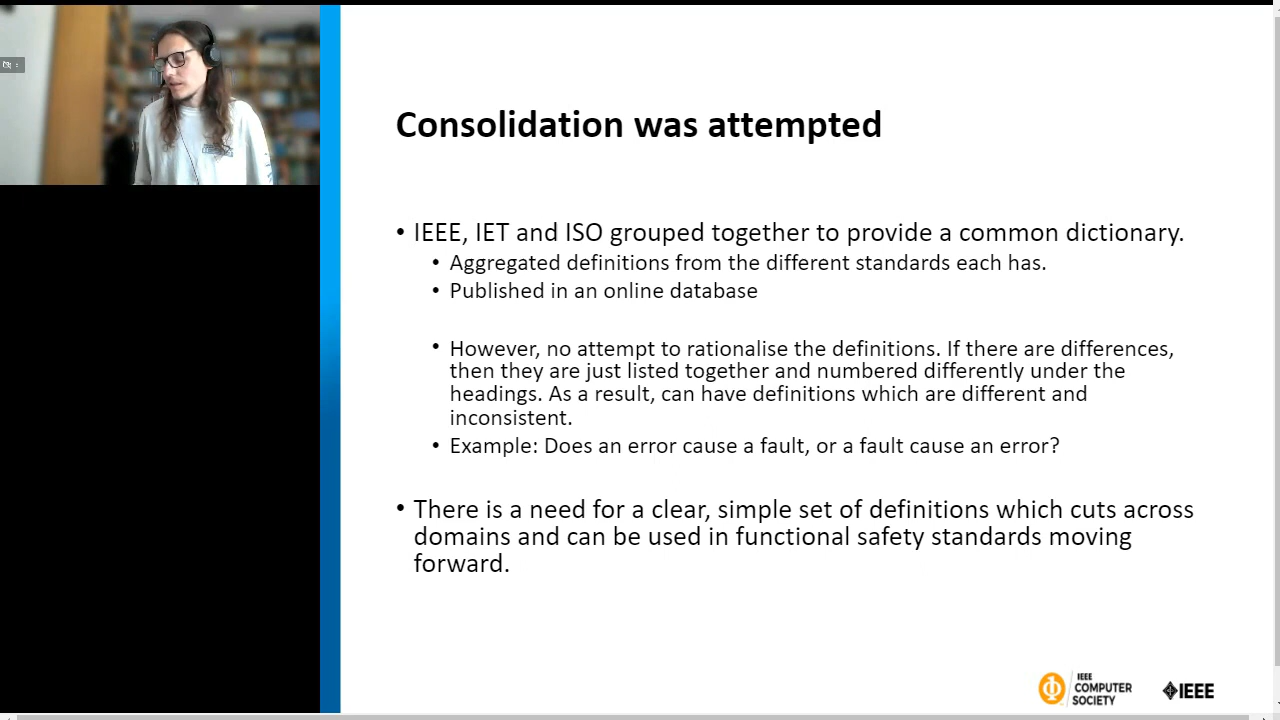 Consolidation was attempted
• IEEE, IET and ISO grouped together to provide a common dictionary.
• Aggregated definitions from the different standards each has.
• Published in an online database
• However, no attempt to rationalise the definitions. If there are differences,
then they are just listed together and numbered differently under the
headings. As a result, can have definitions which are different and
inconsistent.
• Example: Does an error cause a fault, or a fault cause an error?
• There is a need for a clear, simple set of definitions which cuts across
domains and can be used in functional safety standards moving
forward.
IEEE
COMPUTER
SOCIETY
IEEE